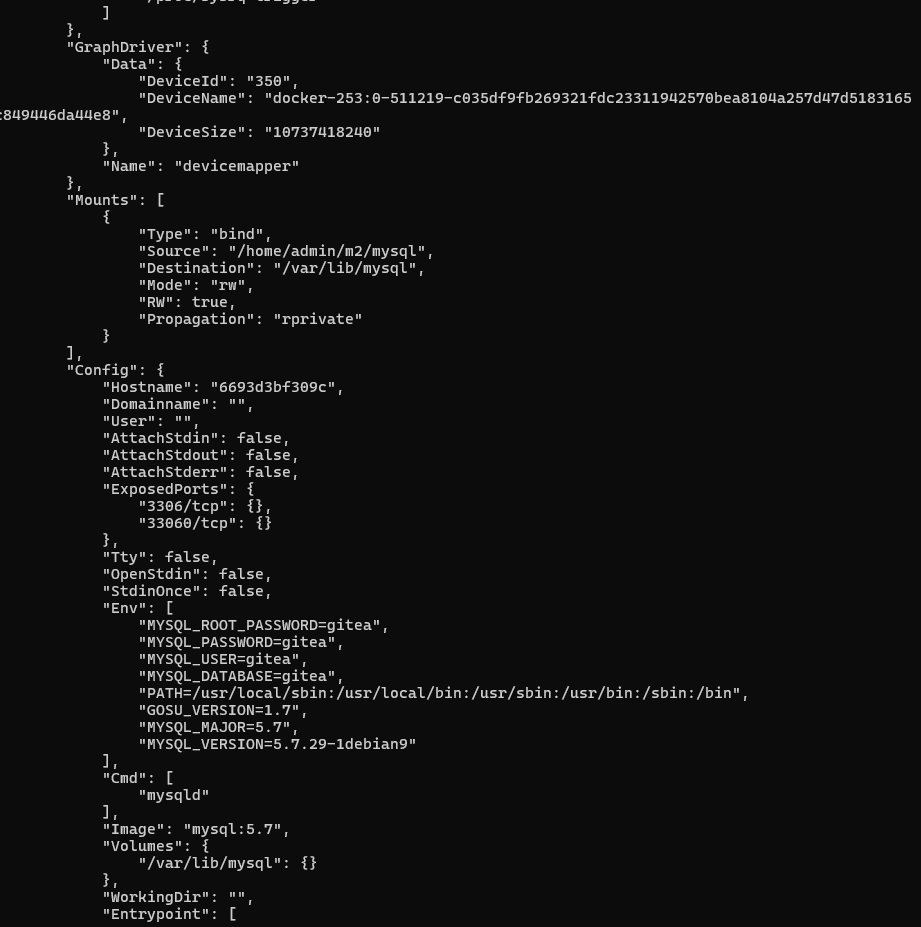 ]
},
"GraphDriver": {
"Data": {
"DeviceId": "350",
"DeviceName": "docker-253:0-511219-c035df9fb269321fdc23311942570bea8104a257d47d5183165
849446da44e8",
"DeviceSize": "10737418240"
},
"Name": "devicemapper"
},
"Mounts": [
{
"Type": "bind",
"Source": "/home/admin/m2/mysql",
"Destination": "/var/lib/mysql",
"Mode": "rw",
"RW": true,
"Propagation": "rprivate"
}
],
"Config": {
"Hostname": "6693d3bf309c",
"Domainname": "",
"User": "",
"AttachStdin": false,
"AttachStdout": false,
"AttachStderr": false,
"ExposedPorts": {
"3306/tcp": {},
"33060/tcp": {}
},
"Tty": false,
"OpenStdin": false,
"StdinOnce": false,
"Env": [
"MYSQL_ROOT_PASSWORD=gitea",
"MYSQL_PASSWORD=gitea",
"MYSQL_USER=gitea",
"MYSQL_DATABASE=gitea",
"PATH=/usr/local/sbin:/usr/local/bin:/usr/sbin:/usr/bin:/sbin:/bin",
"GOSU_VERSION=1.7",
"MYSQL_MAJOR=5.7",
"MYSQL_VERSION=5.7.29-1debian9"
],
"Cmd": [
"mysqld"
],
"Image": "mysql:5.7",
"Volumes": {
"/var/lib/mysql": {}
},
"WorkingDir": "",
"Entrypoint": [